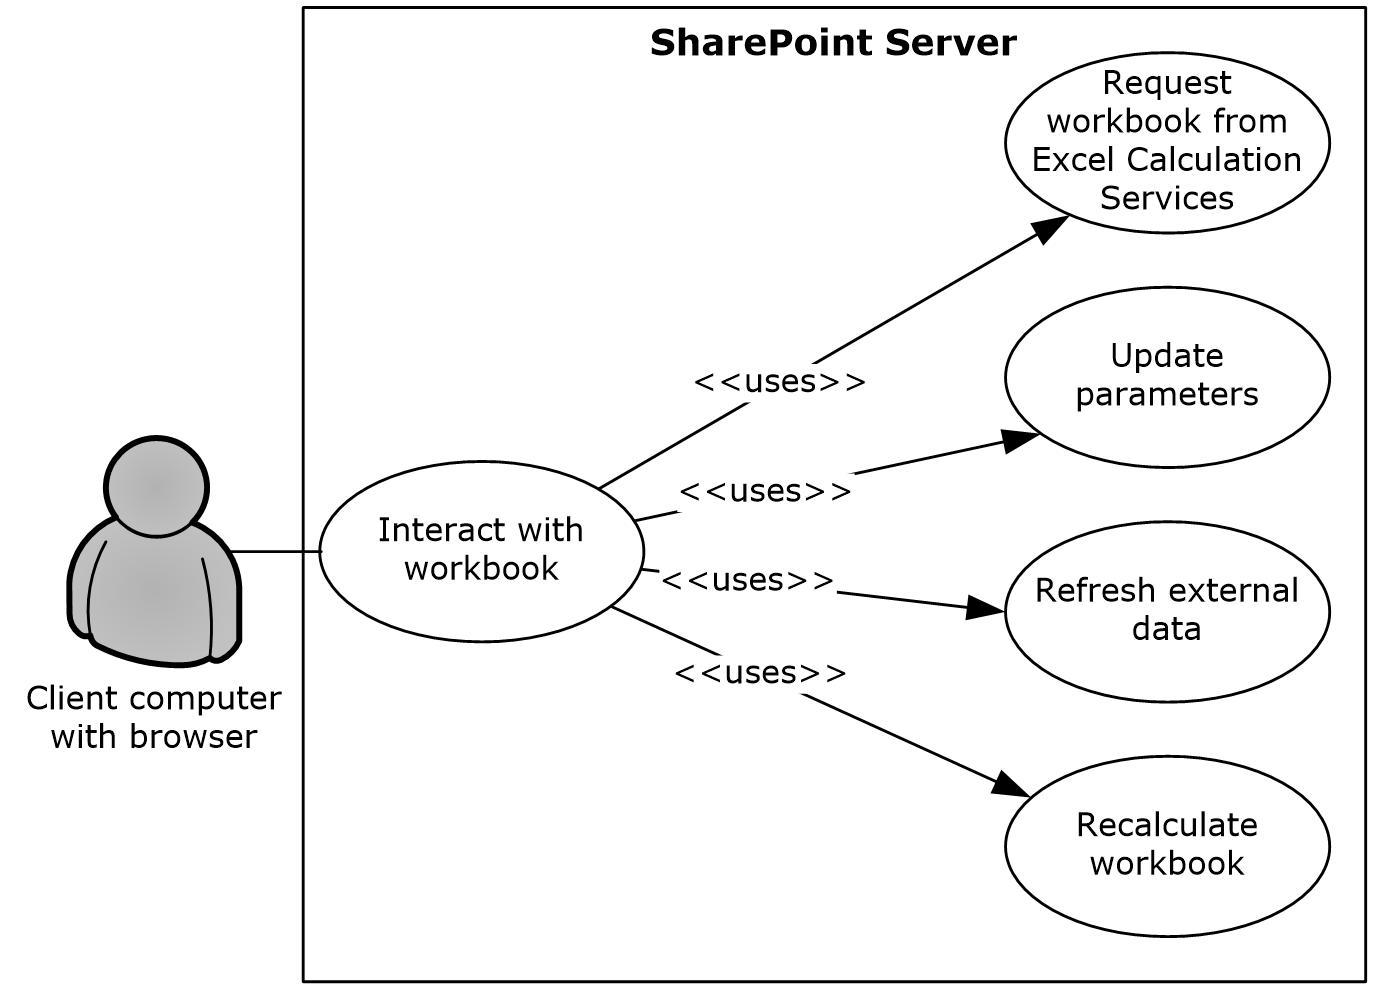 SharePoint Server
Request
workbook from
Excel Calculation
Services
<<uses>>
Update
parameters
<<uses>>
Interact with
workbook
<<uses>>
Refresh external
data
<<uses>>
Client computer
with browser
Recalculate
workbook